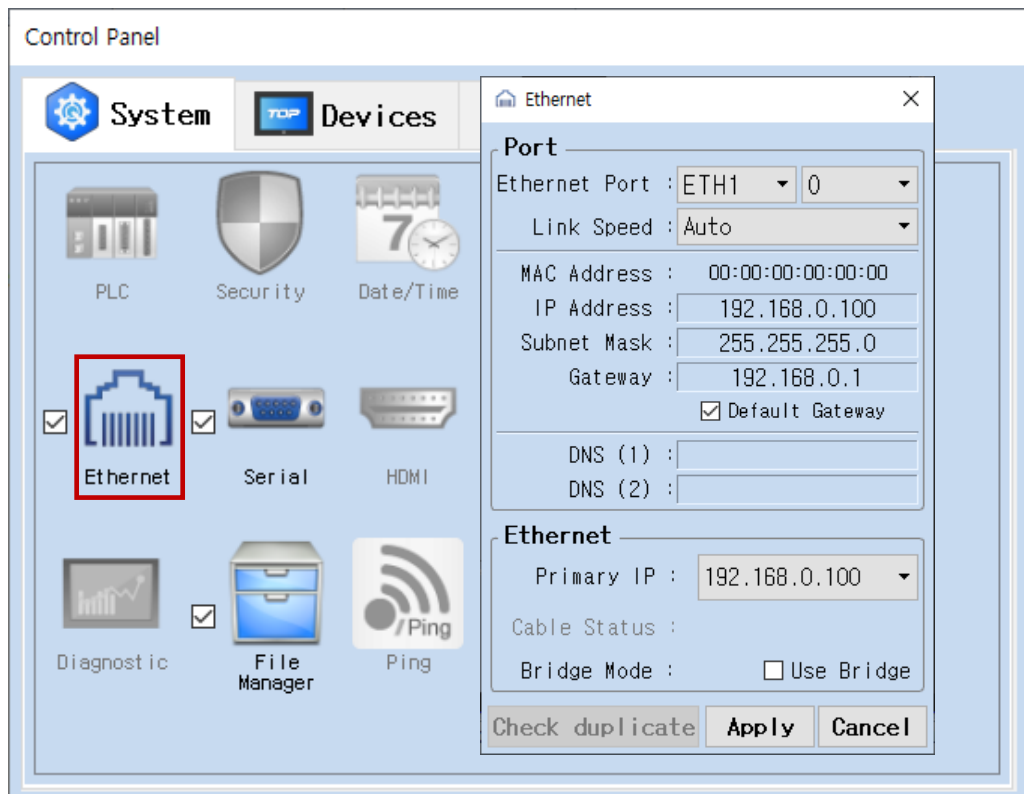 Control Panel
System
TOP
Devices
PLC
Security
7
Date/Time
Ethernet
Serial
HDMI
Diagnostic
File
Manager
/Ping
Ping
Ethernet
Port
Ethernet Port : ETH1 0
Link Speed : Auto
MAC Address : 00:00:00:00:00:00
IP Address : 192.168.0.100
Subnet Mask : 255.255.255.0
Gateway : 192.168.0.1
Default Gateway
DNS (1) :
DNS (2) :
Ethernet
Primary IP : 192.168.0.100
Cable Status :
Bridge Mode : Use Bridge
Check duplicate Apply Cancel